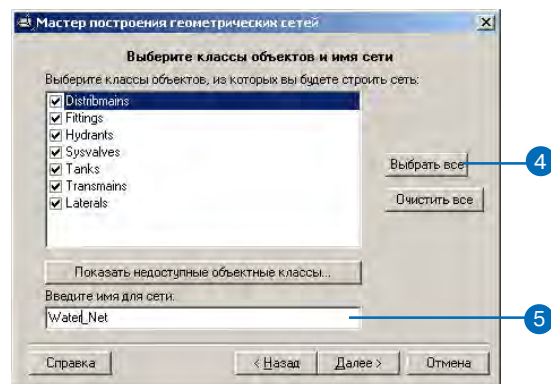 Мастер построения геометрических сетей
Выберите классы объектов и имя сети
Выберите классы объектов, из которых вы будете строить сеть:
Distribmains
Fittings
Hydrants
Sysvalves
Tanks
Transmains
Laterals
Выбрать все
4
Очистить все
Показать недоступные объектные классы...
Введите имя для сети:
Water_Net
5
Справка
< Назад
Далее >
Отмена